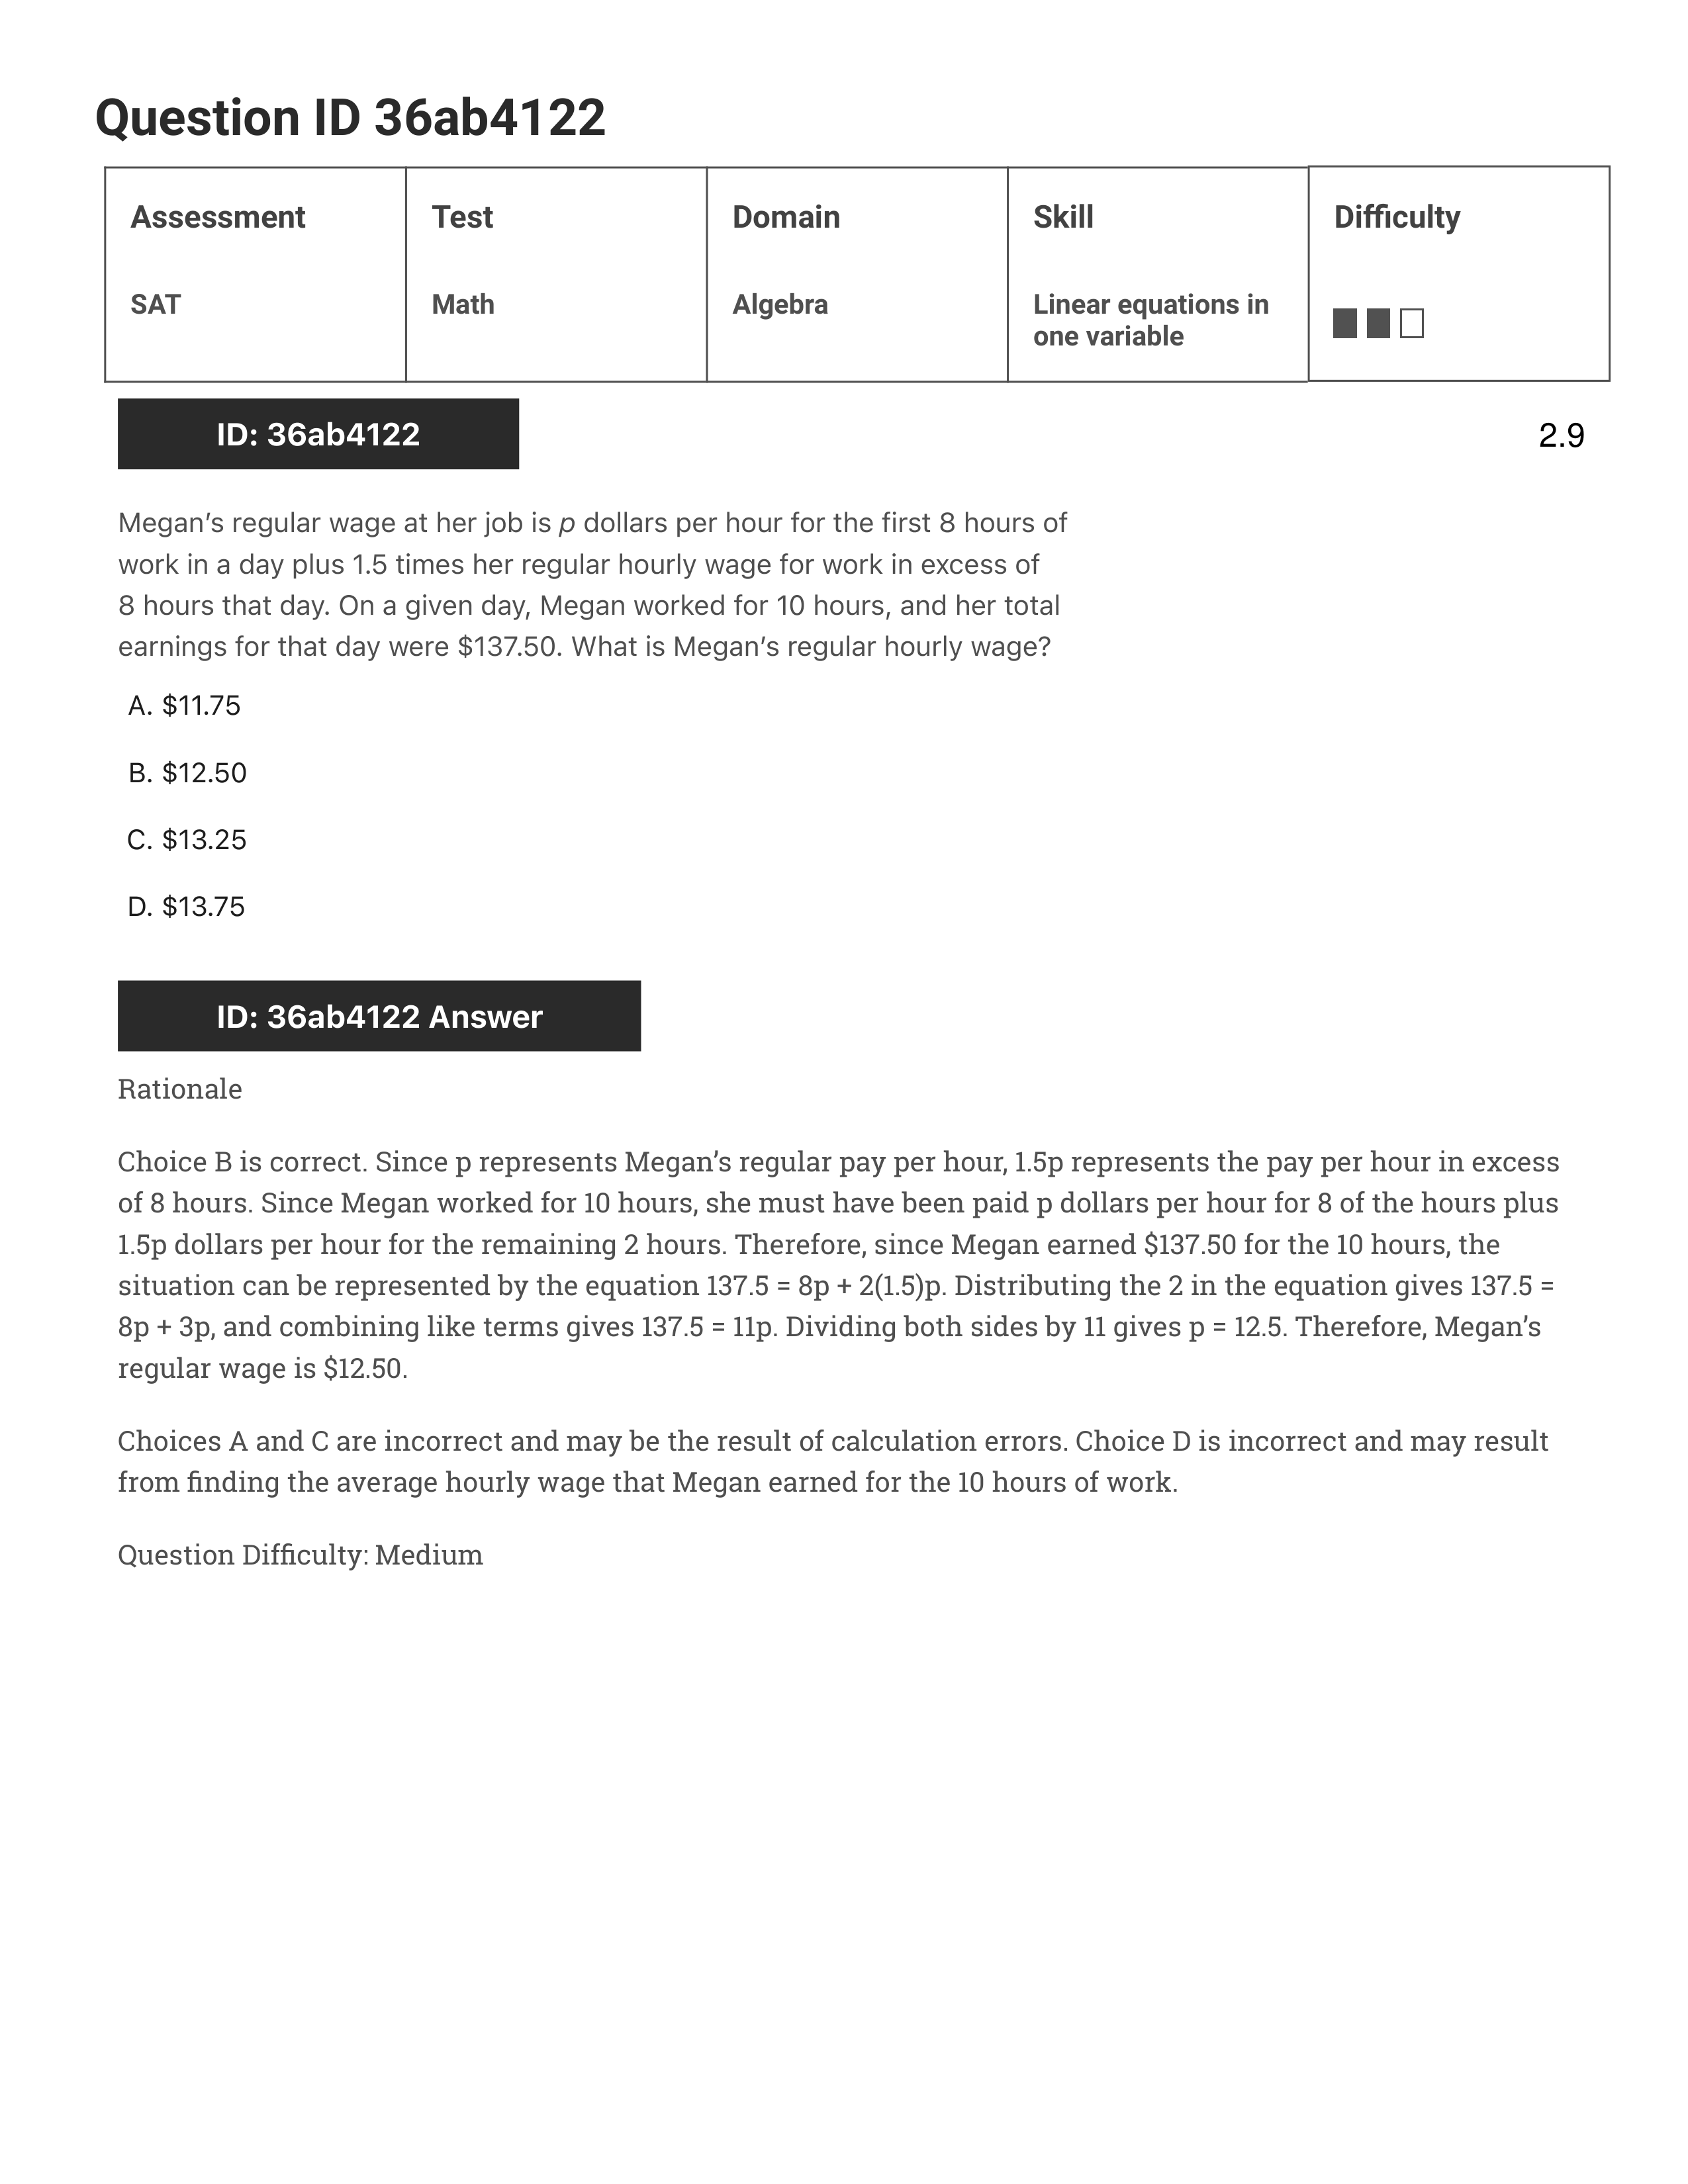 Question ID 36ab4122
Assessment
Test
Domain
Skill
Difficulty
SAT
Math
Algebra
Linear equations in
one variable
ID: 36ab4122
2.9
Megan’s regular wage at her job is p dollars per hour for the first 8 hours of
work in a day plus 1.5 times her regular hourly wage for work in excess of
8 hours that day. On a given day, Megan worked for 10 hours, and her total
earnings for that day were $137.50. What is Megan’s regular hourly wage?
A. $11.75
B. $12.50
C. $13.25
D. $13.75
ID: 36ab4122 Answer
Rationale
Choice B is correct. Since p represents Megan’s regular pay per hour, 1.5p represents the pay per hour in excess
of 8 hours. Since Megan worked for 10 hours, she must have been paid p dollars per hour for 8 of the hours plus
1.5p dollars per hour for the remaining 2 hours. Therefore, since Megan earned $137.50 for the 10 hours, the
situation can be represented by the equation 137.5 = 8p + 2(1.5)p. Distributing the 2 in the equation gives 137.5 =
8p + 3p, and combining like terms gives 137.5 = 11p. Dividing both sides by 11 gives p = 12.5. Therefore, Megan’s
regular wage is $12.50.
Choices A and C are incorrect and may be the result of calculation errors. Choice D is incorrect and may result
from finding the average hourly wage that Megan earned for the 10 hours of work.
Question Difficulty: Medium